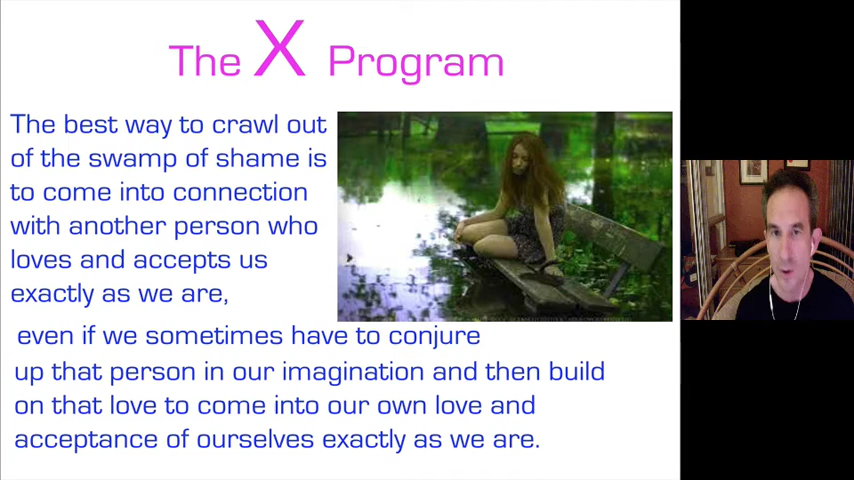 The X Program
The best way to crawl out
of the swamp of shame is
to come into connection
with another person who
loves and accepts us
exactly as we are,
even if we sometimes have to conjure
up that person in our imagination and then build
on that love to come into our own love and
acceptance of ourselves exactly as we are.